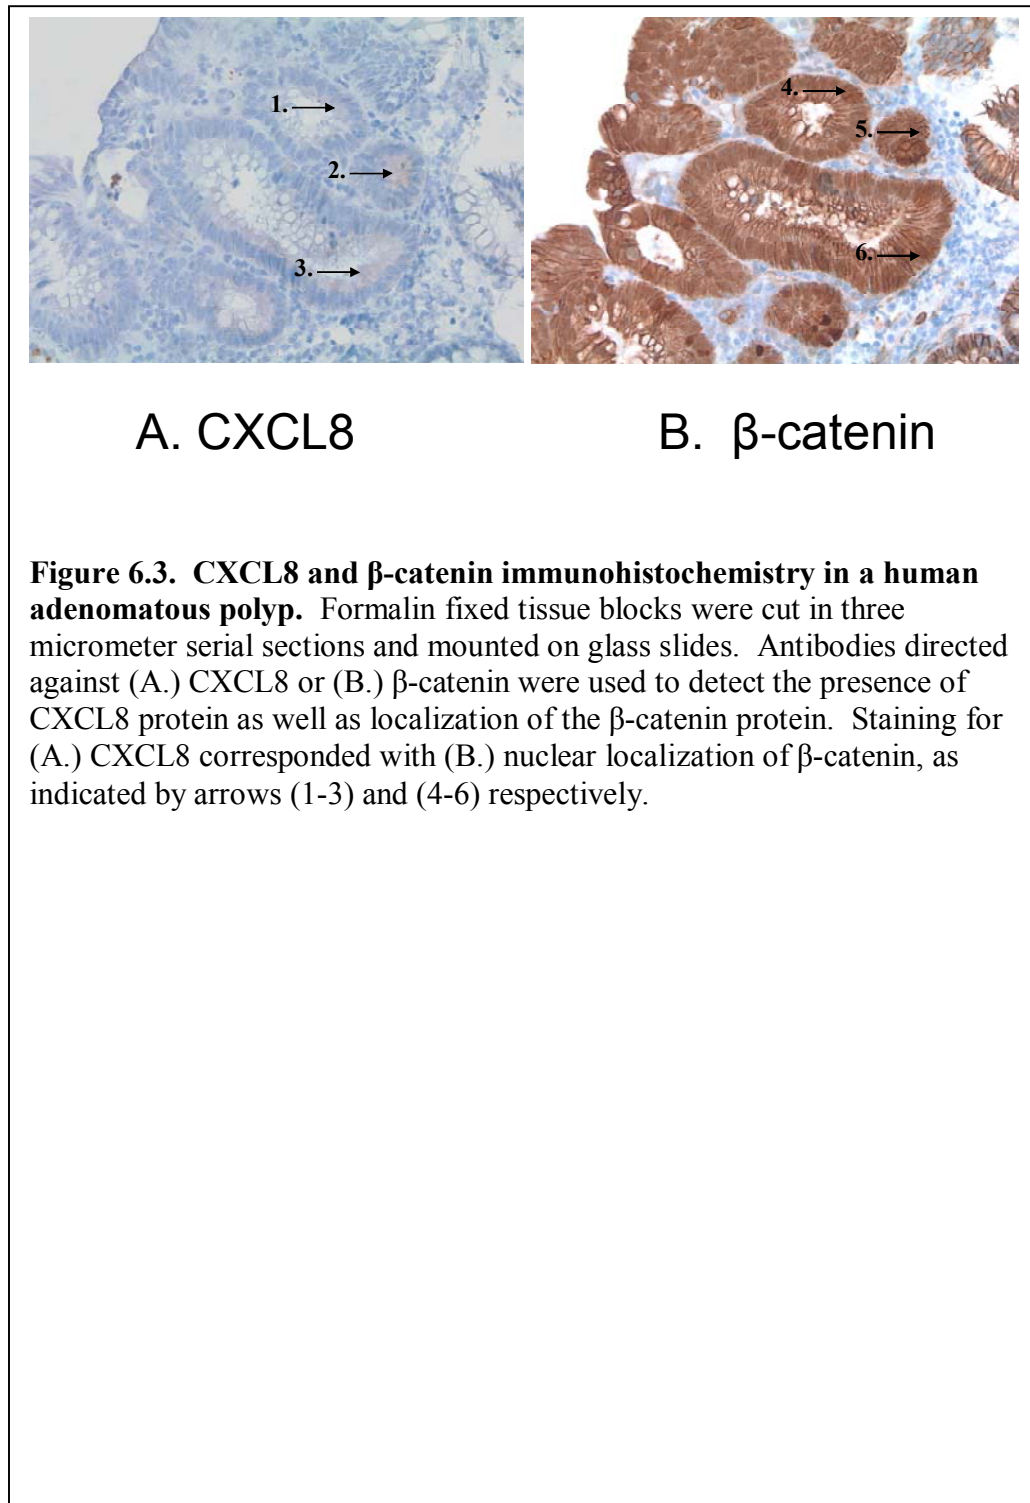 1.
2.
3.
4.
5.
6.
A. CXCL8
B. β-catenin
Figure 6.3. CXCL8 and β-catenin immunohistochemistry in a human
adenomatous polyp. Formalin fixed tissue blocks were cut in three
micrometer serial sections and mounted on glass slides. Antibodies directed
against (A.) CXCL8 or (B.) β-catenin were used to detect the presence of
CXCL8 protein as well as localization of the β-catenin protein. Staining for
(A.) CXCL8 corresponded with (B.) nuclear localization of β-catenin, as
indicated by arrows (1-3) and (4-6) respectively.